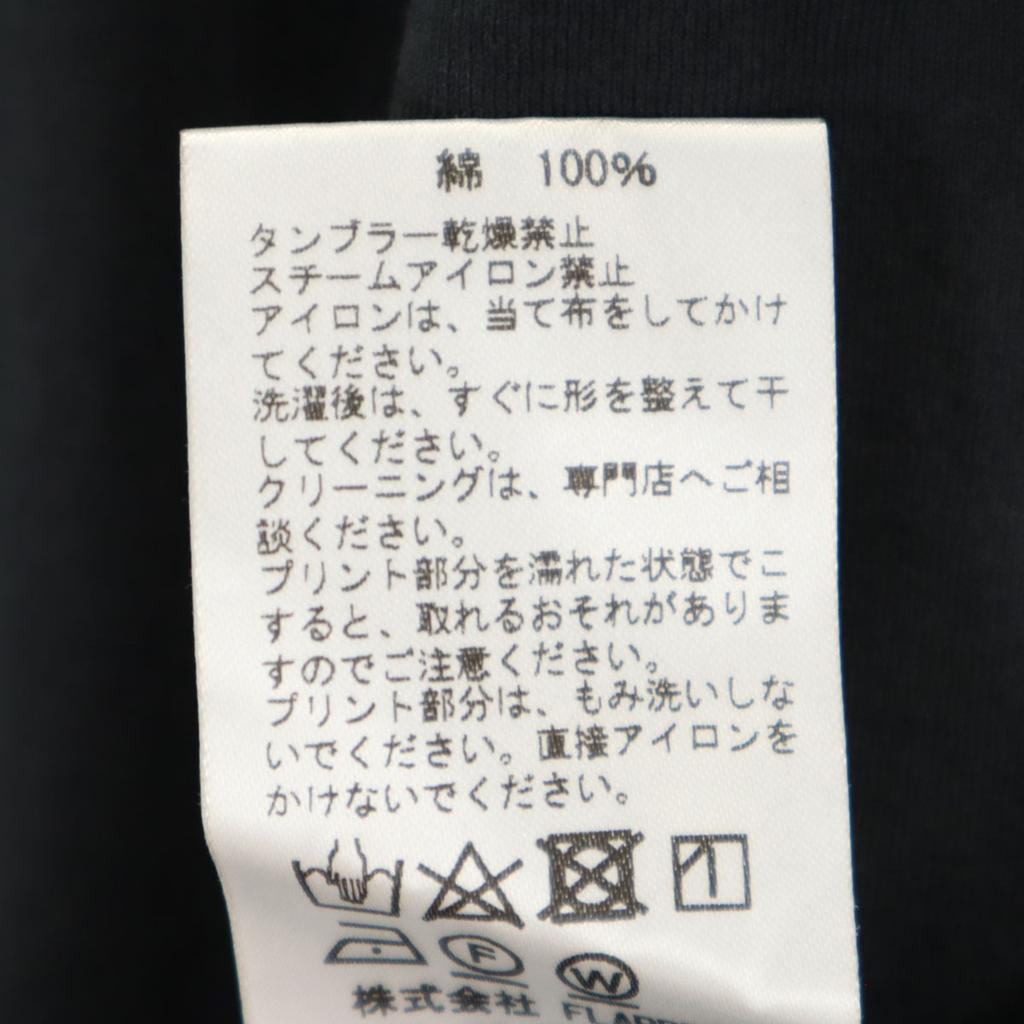 綿 100%
タンブラー乾燥禁止
スチームアイロン禁止
アイロンは、当て布をしてかけ
てください。
洗濯後は、すぐに形を整えて干
してください。
クリーニングは、専門店へご相
談ください。
プリント部分を濡れた状態でこ
すると、取れるおそれがありま
すのでご注意ください。
プリント部分は、もみ洗いしな
いでください。直接アイロンを
かけないでください。
F W
株式会社